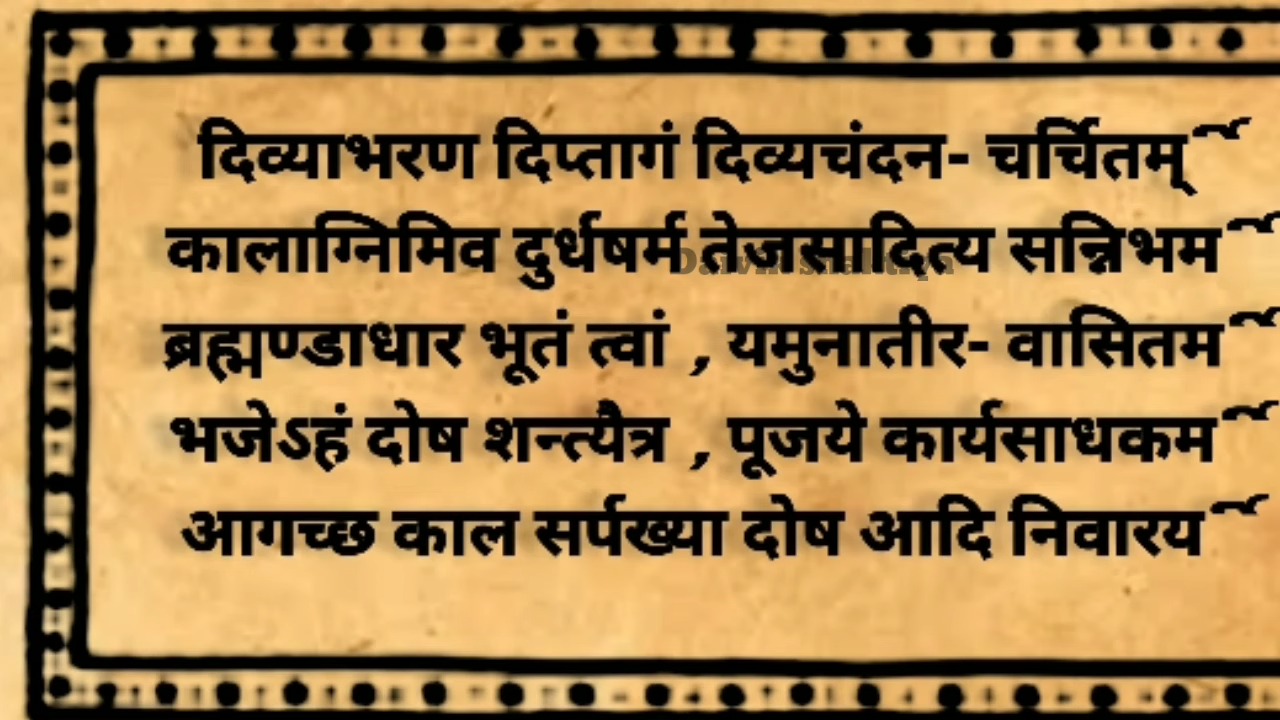 दिव्याभरण दिप्तागं दिव्यचंदन- चर्चितम्
कालाग्निमिव दुर्धषर्म तेजसादित्य सन्निभम
ब्रह्मण्डाधार भूतं त्वां , यमुनातीर- वासितम
भजेऽहं दोष शन्त्यैत्र , पूजये कार्यसाधकम
आगच्छ काल सर्पख्या दोष आदि निवारय